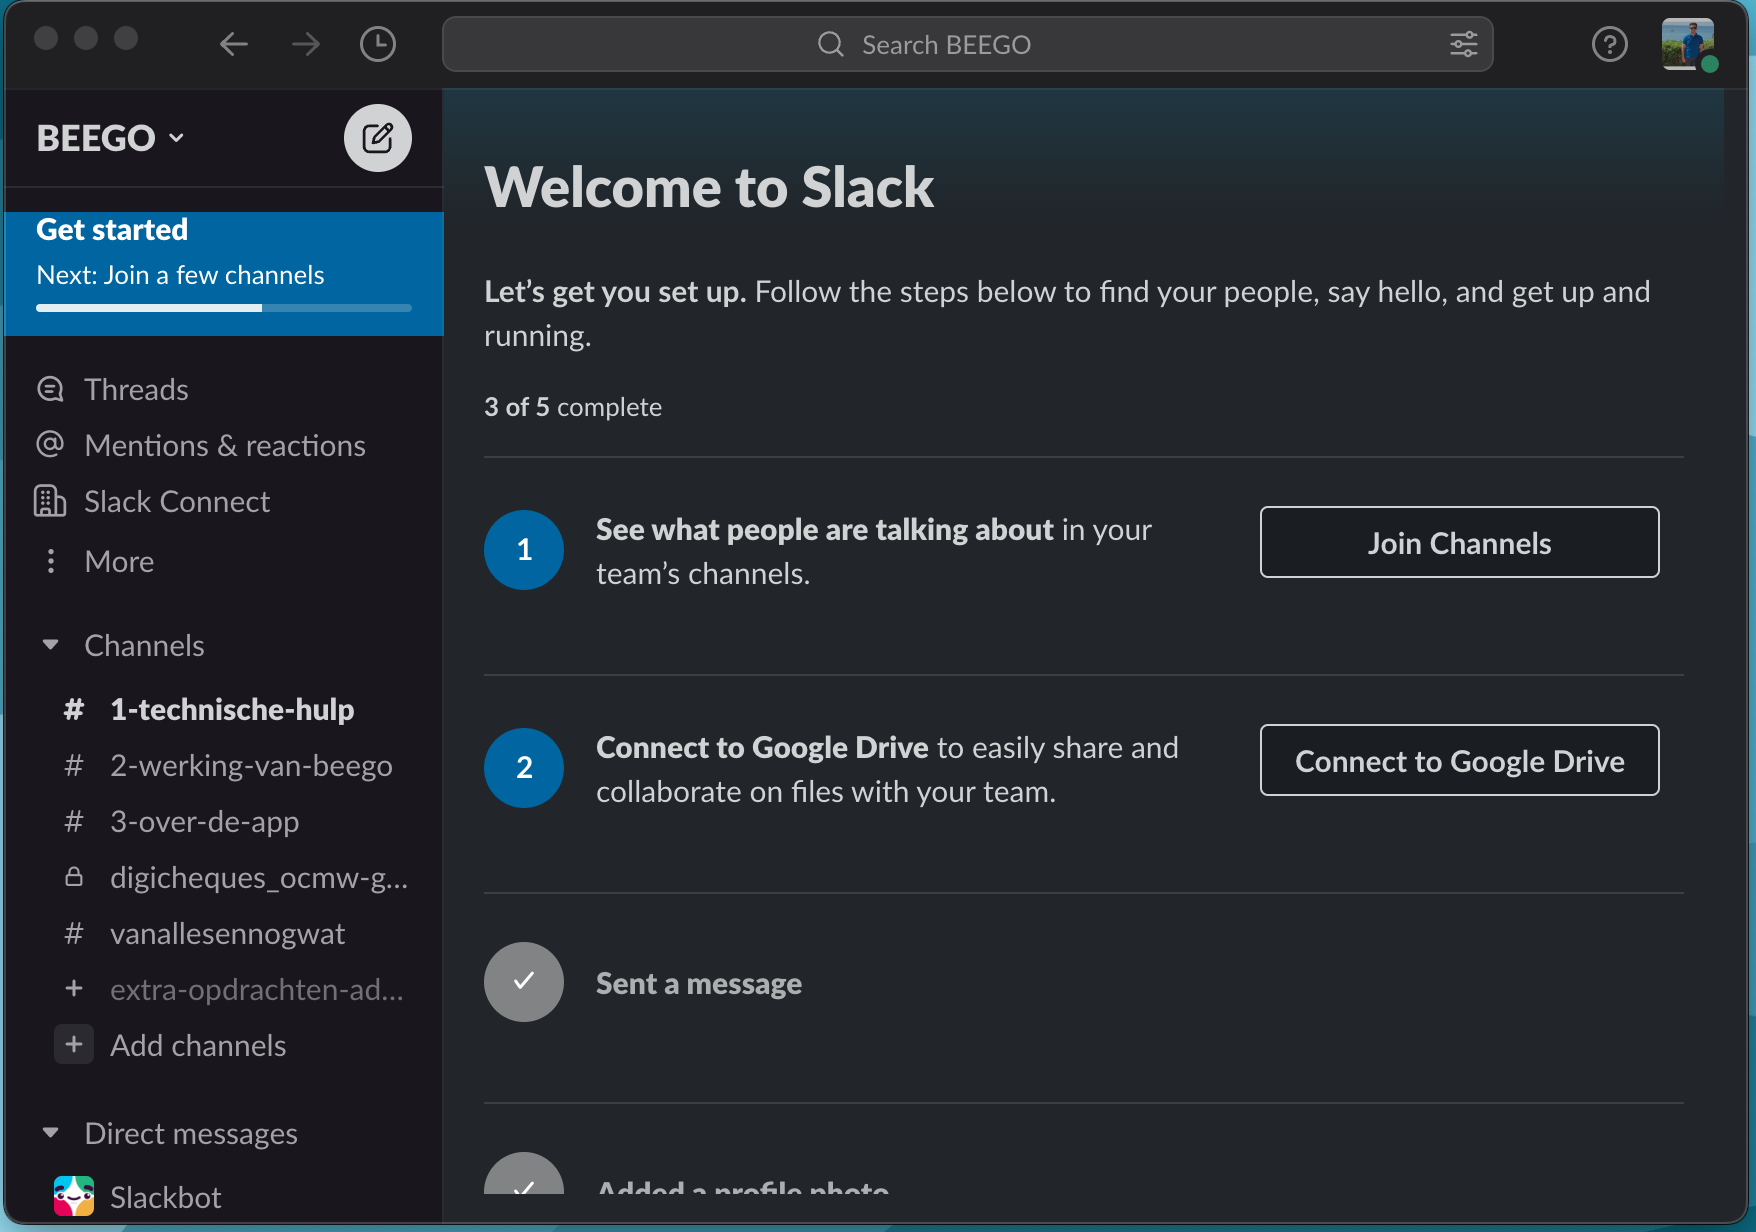 Search BEEGO
BEEGO
Get started
Next: Join a few channels
Threads
Mentions & reactions
Slack Connect
More
Channels
# 1-technische-hulp
# 2-werking-van-beego
# 3-over-de-app
digicheques_ocmw-g...
# vanallesennogwat
+ extra-opdrachten-ad...
+ Add channels
Direct messages
Slackbot
Welcome to Slack
Let’s get you set up. Follow the steps below to find your people, say hello, and get up and
running.
3 of 5 complete
1
See what people are talking about in your
team’s channels.
Join Channels
2
Connect to Google Drive to easily share and
collaborate on files with your team.
Connect to Google Drive
Sent a message
Added a profile photo